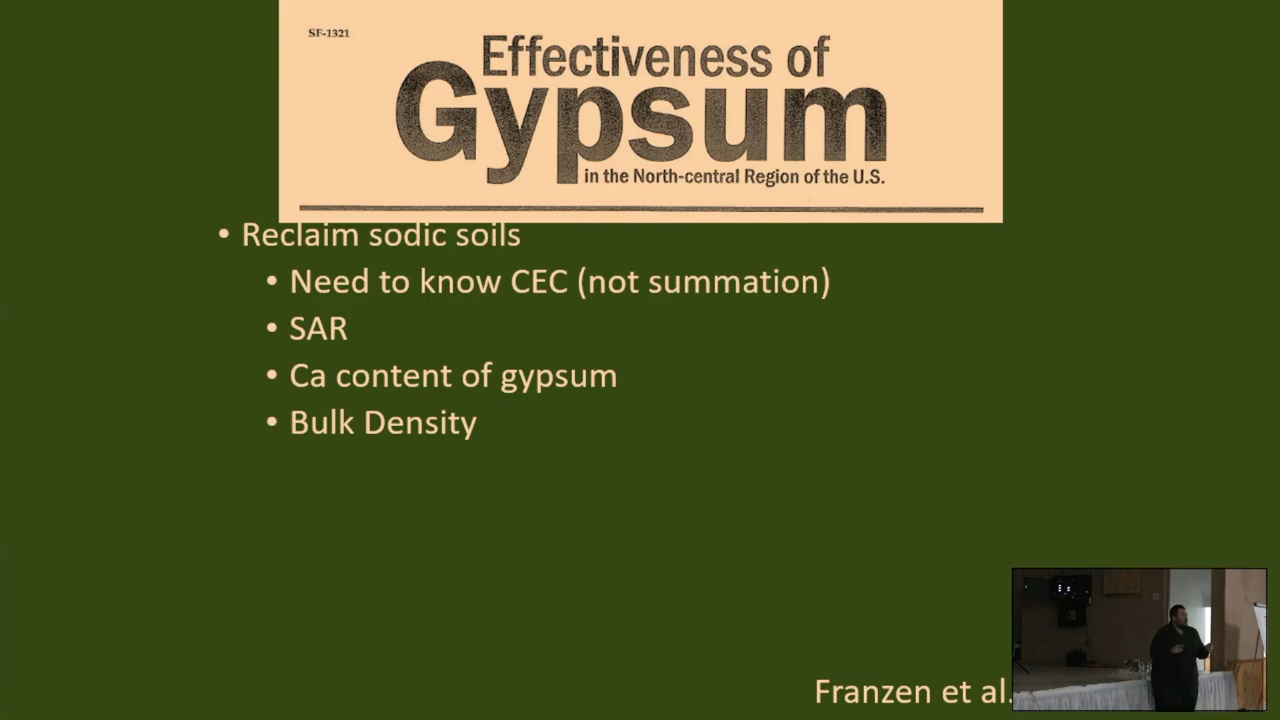 SF-1321
Effectiveness of
Gypsum
in the North-central Region of the U.S.
• Reclaim sodic soils
• Need to know CEC (not summation)
• SAR
• Ca content of gypsum
• Bulk Density
Franzen et al.